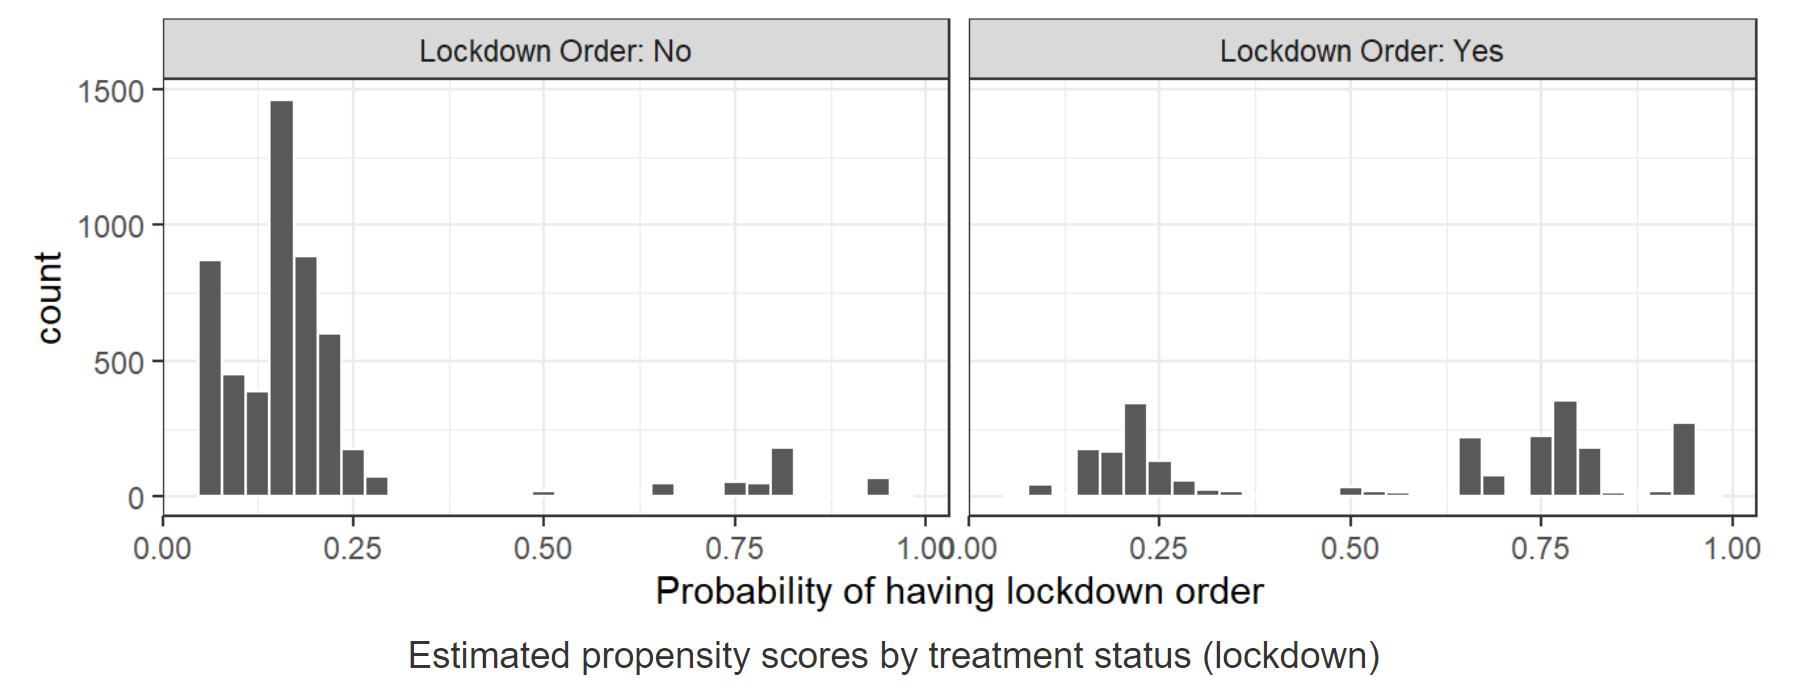 Lockdown Order: No
Lockdown Order: Yes
1500
1000
500
0
count
0.00 0.25 0.50 0.75 1.00
0.00 0.25 0.50 0.75 1.00
Probability of having lockdown order
Estimated propensity scores by treatment status (lockdown)